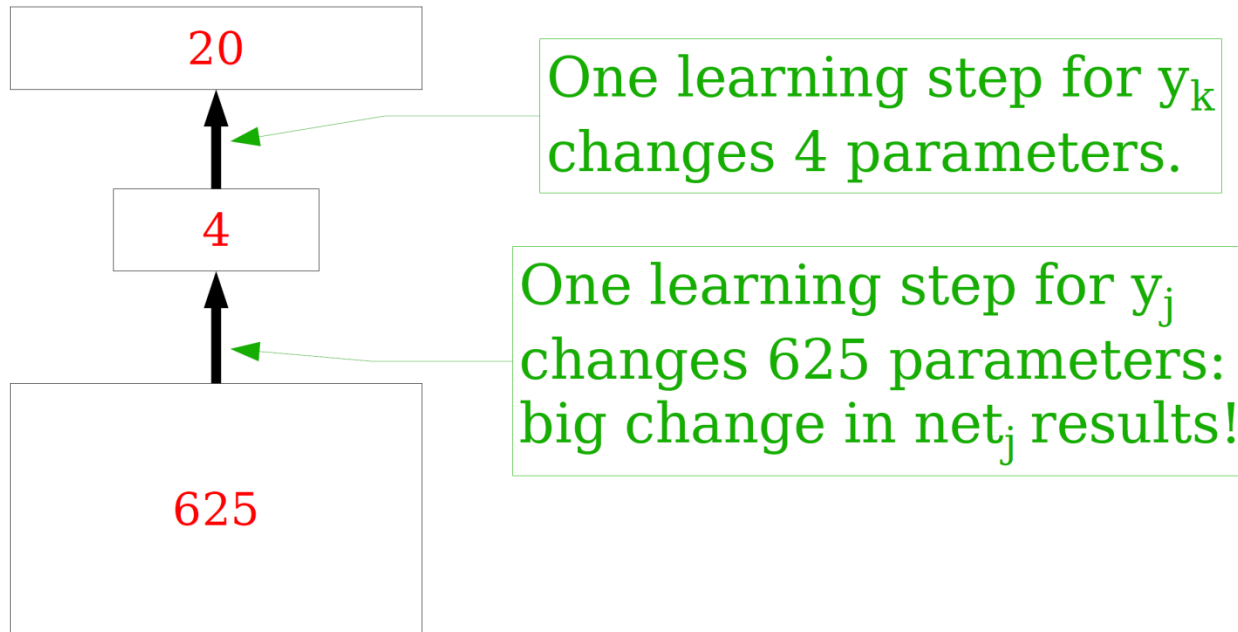 20
One learning step for yₖ
changes 4 parameters.
4
One learning step for yⱼ
changes 625 parameters:
big change in netⱼ results!
625